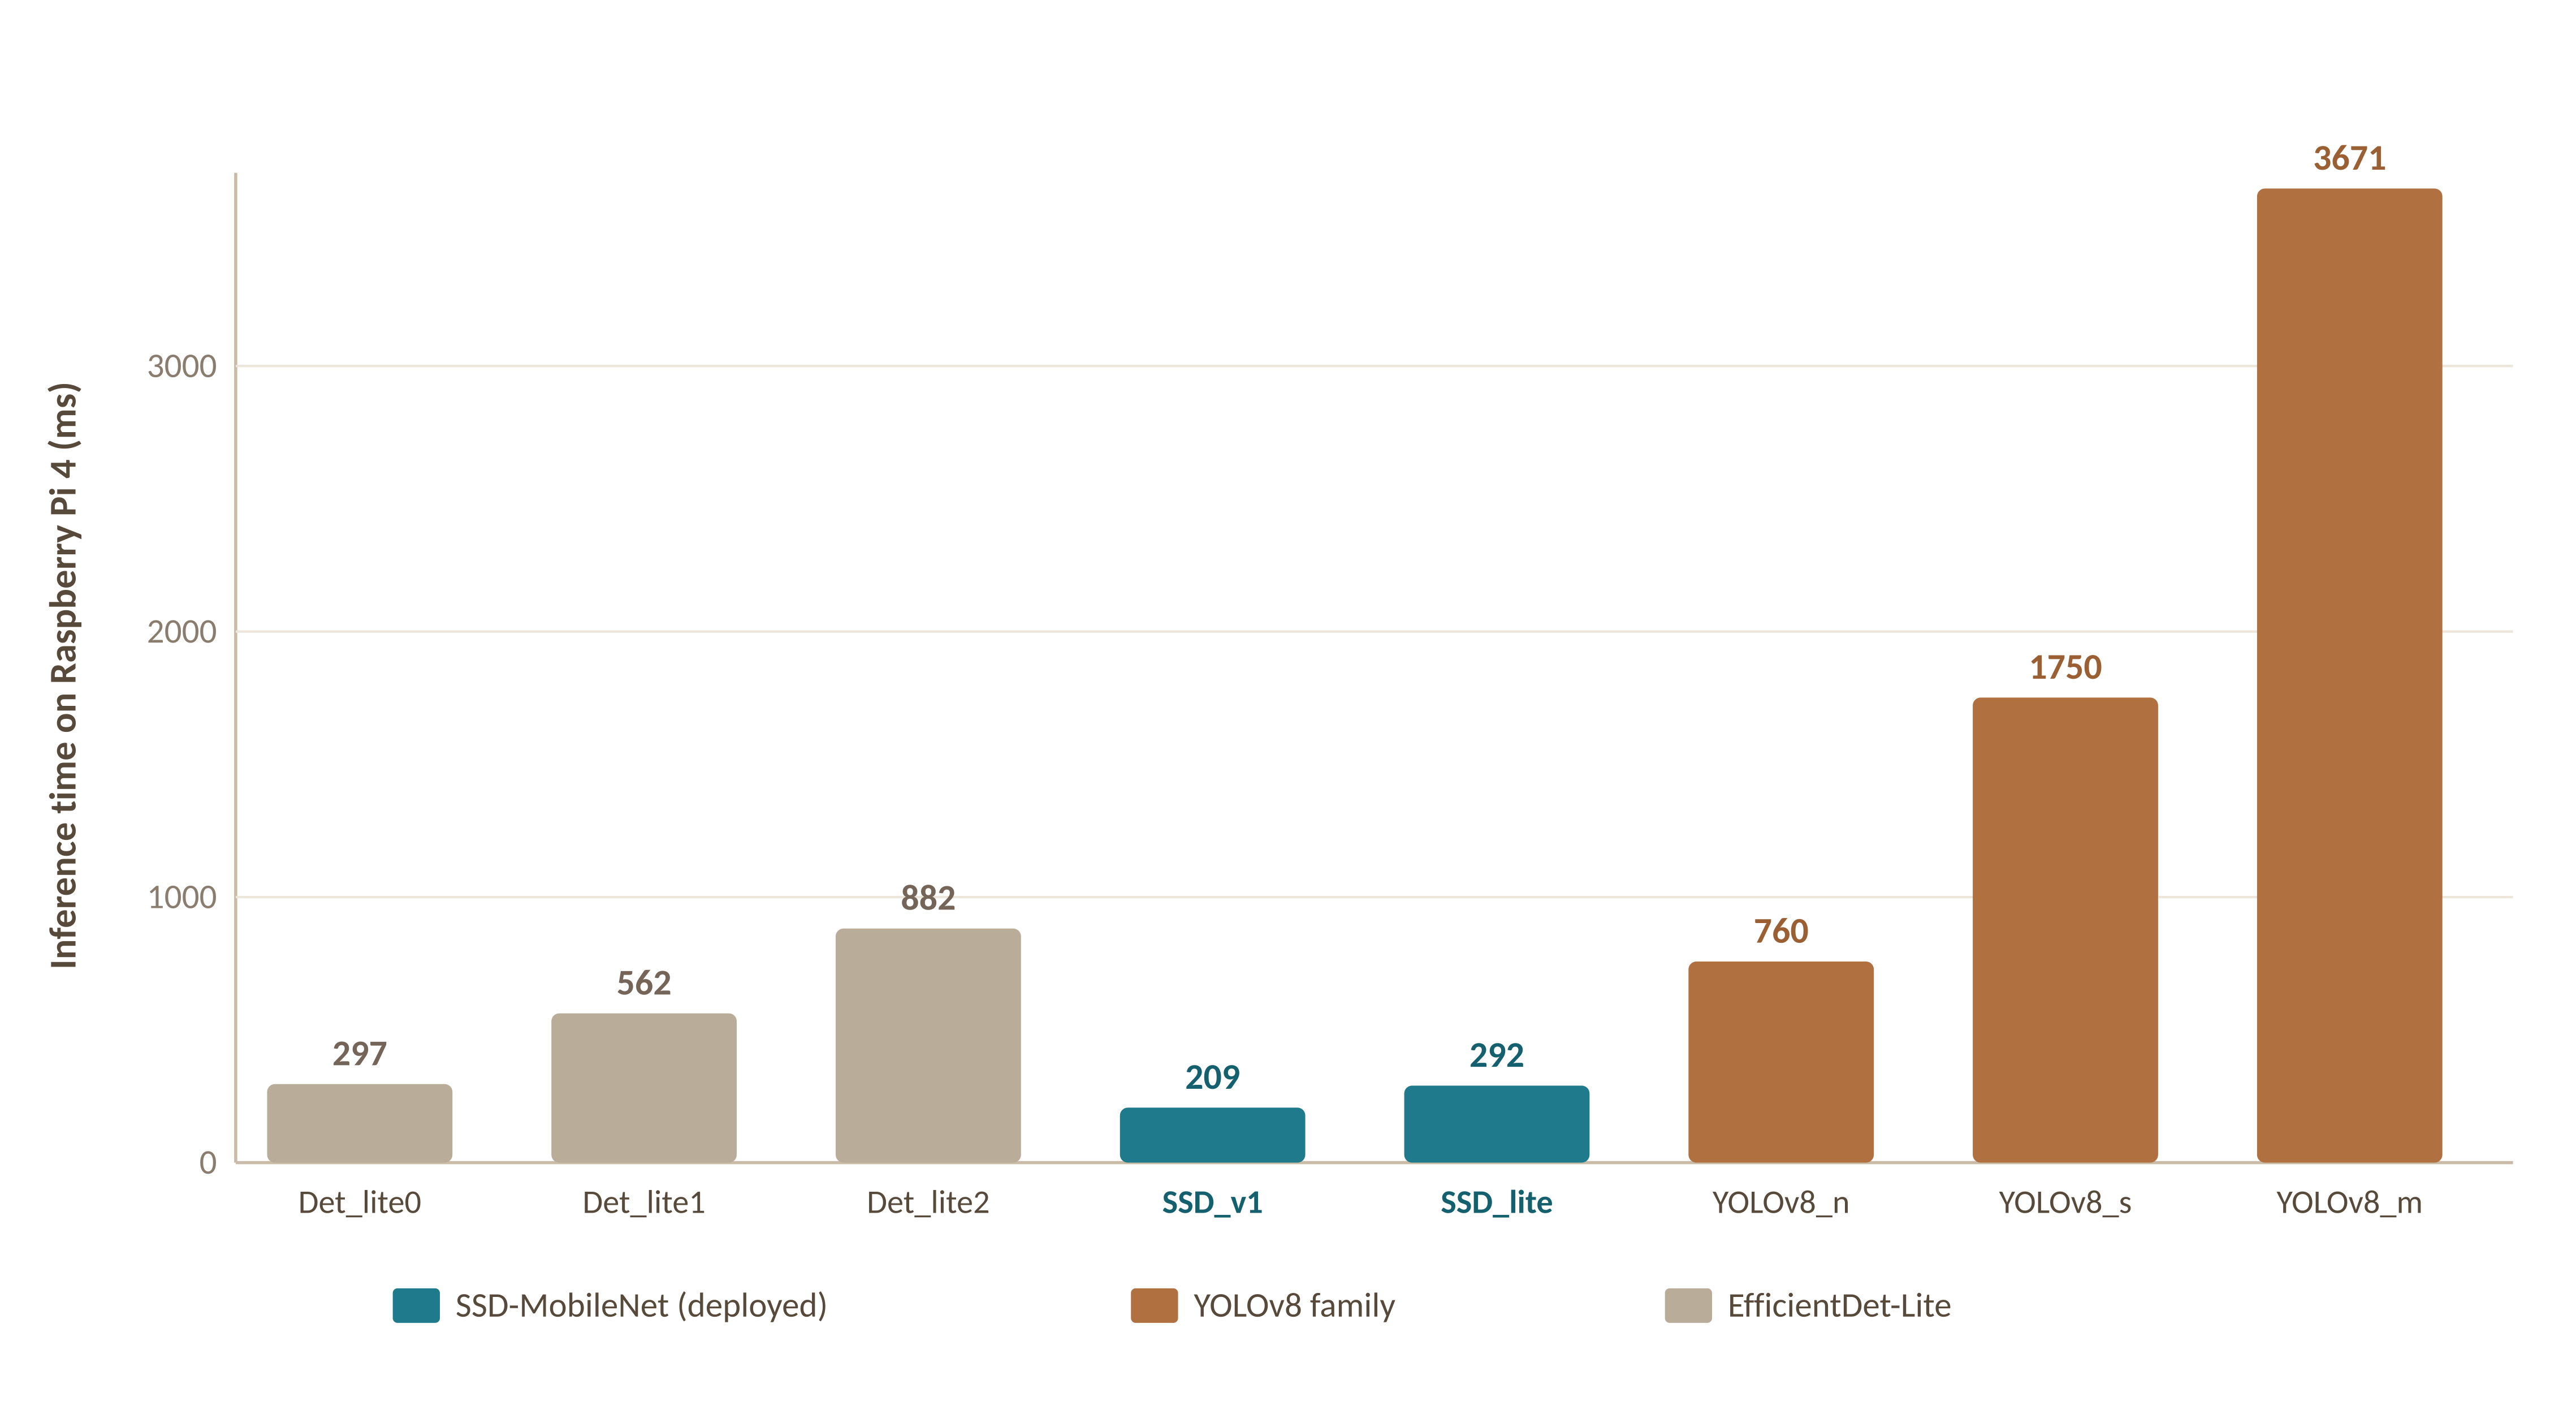 Inference time on Raspberry Pi 4 (ms)
3000
2000
1000
0
297
562
882
209
292
760
1750
3671
Det_lite0
Det_lite1
Det_lite2
SSD_v1
SSD_lite
YOLOv8_n
YOLOv8_s
YOLOv8_m
SSD-MobileNet (deployed)
YOLOv8 family
EfficientDet-Lite